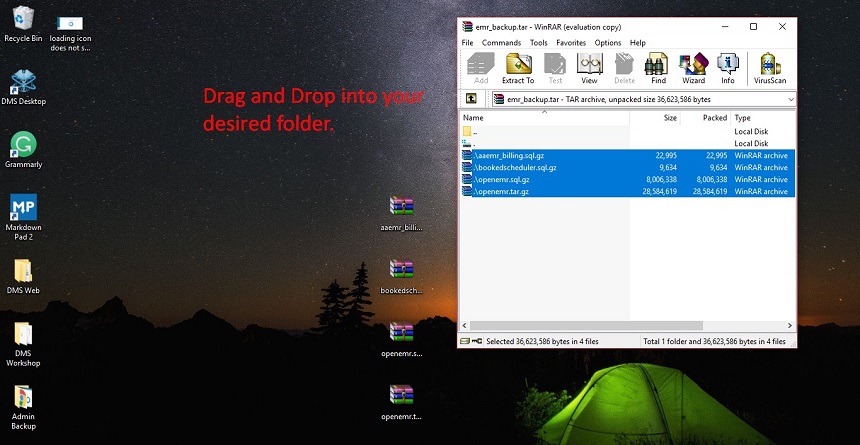 Recycle Bin
loading icon
does not s...
DMS Desktop
Grammarly
MP
Markdown
Pad 2
DMS Web
DMS
Workshop
Admin
Backup
Drag and Drop into your
desired folder.
aaemr_billi...
bookedsch...
openemr.s...
openemr.t...
emr_backup.tar - WinRAR (evaluation copy)
File Commands Tools Favorites Options Help
Add Extract To Test View Delete Find Wizard Info VirusScan
emr_backup.tar - TAR archive, unpacked size 36,623,586 bytes
Name Size Packed Type
.. Local Disk
. Local Disk
.\aaemr_billing.sql.gz 22,995 22,995 WinRAR archive
.\bookedscheduler.sql.gz 9,634 9,634 WinRAR archive
.\openemr.sql.gz 8,006,338 8,006,338 WinRAR archive
.\openemr.tar.gz 28,584,619 28,584,619 WinRAR archive
Selected 36,623,586 bytes in 4 files Total 1 folder and 36,623,586 bytes in 4 files